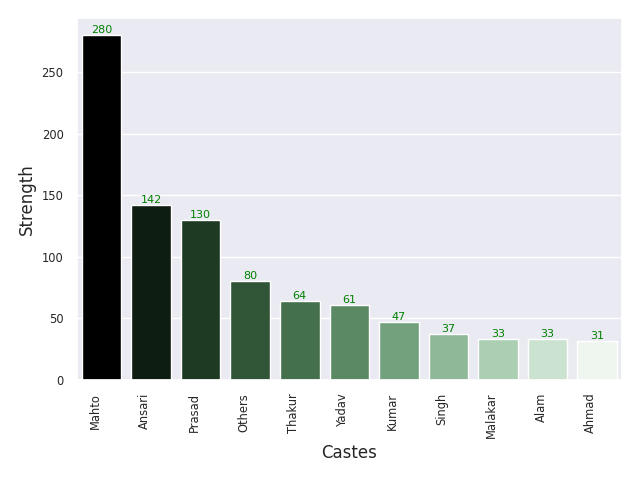 280
250
200
150
100
50
0
142
130
80
64
61
47
37
33
33
31
Strength
Mahto
Ansari
Prasad
Others
Thakur
Yadav
Kumar
Singh
Malakar
Alam
Ahmad
Castes